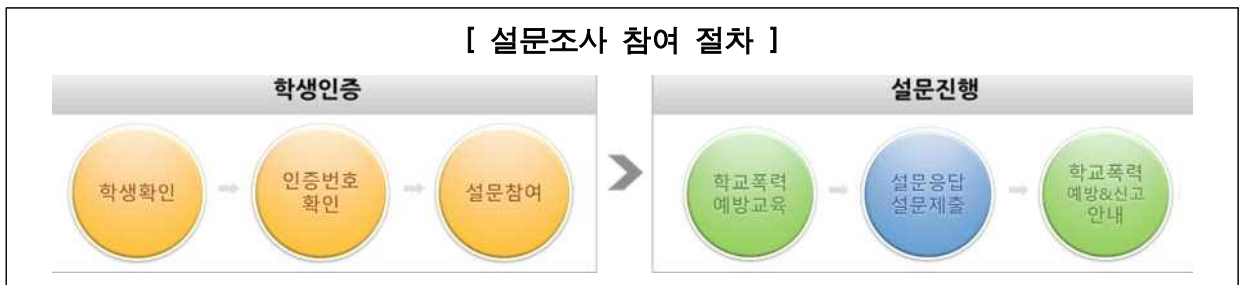 [ 설문조사 참여 절차 ]
학생인증
학생확인
인증번호
확인
설문참여
설문진행
학교폭력
예방교육
설문응답
설문제출
학교폭력
예방&신고
안내